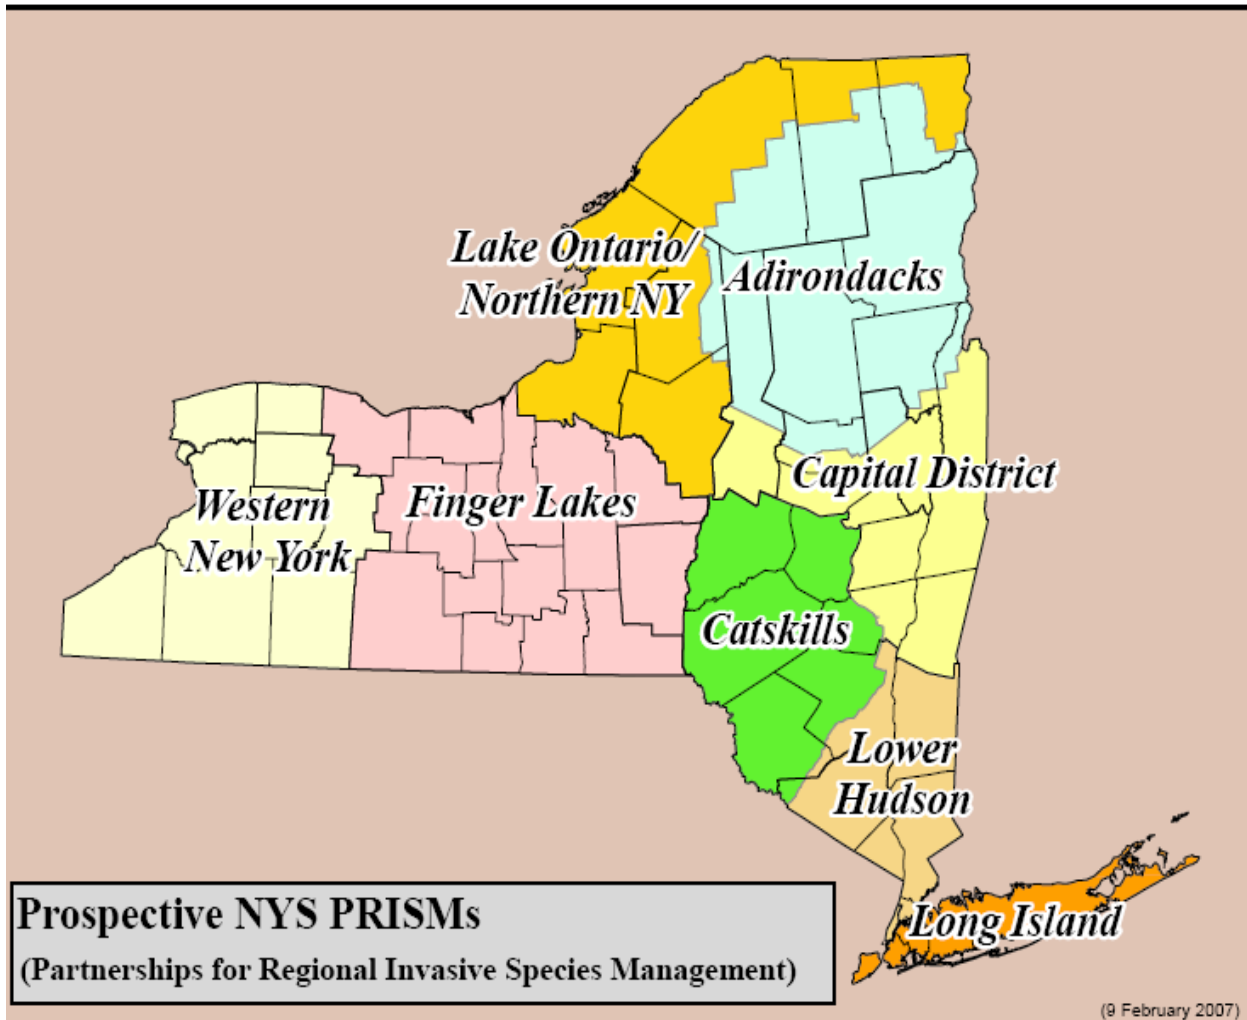 Lake Ontario/
Northern NY
Adirondacks
Capital District
Western
New York
Finger Lakes
Catskills
Lower
Hudson
Long Island
Prospective NYS PRISMs
(Partnerships for Regional Invasive Species Management)
(9 February 2007)